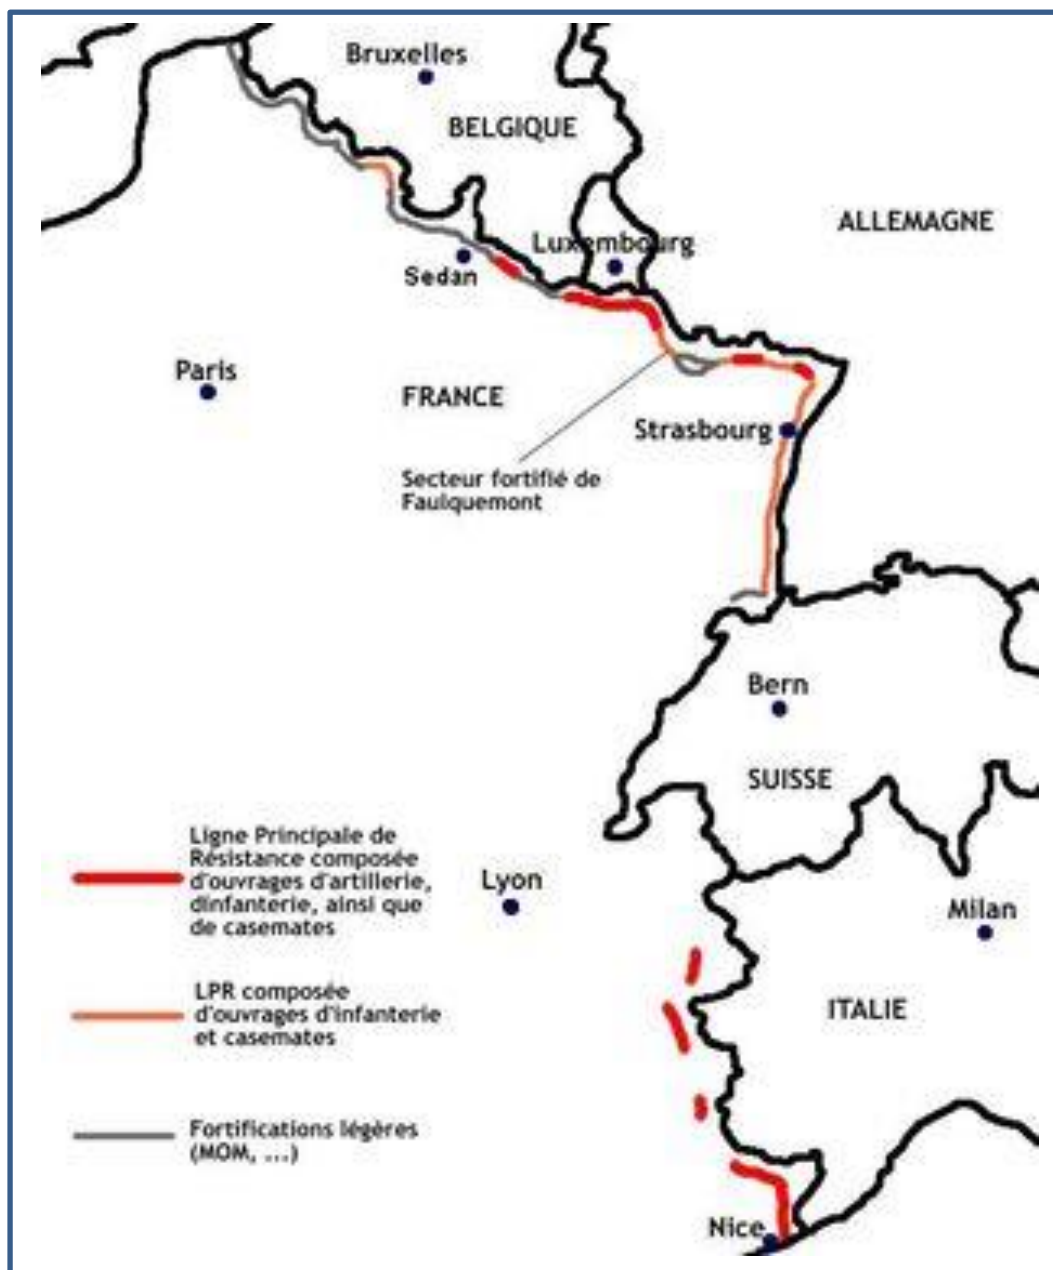 Bruxelles
BELGIQUE
ALLEMAGNE
Luxembourg
Sedan
Paris
FRANCE
Strasbourg
Secteur fortifié de
Faulquemont
Bern
SUISSE
Ligne Principale de
Résistance composée
d'ouvrages d'artillerie,
dinfanterie, ainsi que
de casemates
Lyon
Milan
LPR composée
d'ouvrages d'infanterie
et casemates
ITALIE
Fortifications légères
(MOM, ...)
Nice